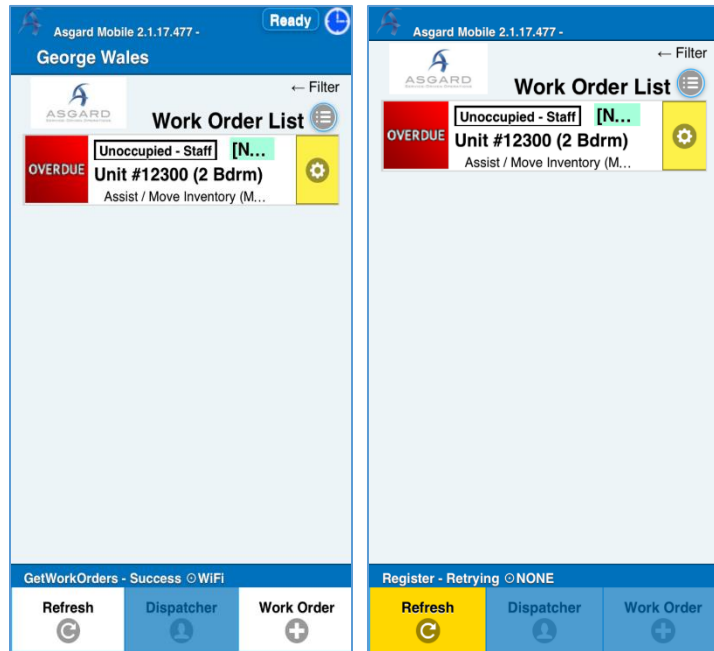 Asgard Mobile 2.1.17.477 -
Ready
George Wales
← Filter
ASGARD
Work Order List
OVERDUE
Unoccupied - Staff [N...
Unit #12300 (2 Bdrm)
Assist / Move Inventory (M...
GetWorkOrders - Success ⊙WiFi
Refresh Dispatcher Work Order
Asgard Mobile 2.1.17.477 -
← Filter
ASGARD
Work Order List
OVERDUE
Unoccupied - Staff [N...
Unit #12300 (2 Bdrm)
Assist / Move Inventory (M...
Register - Retrying ⊙NONE
Refresh Dispatcher Work Order